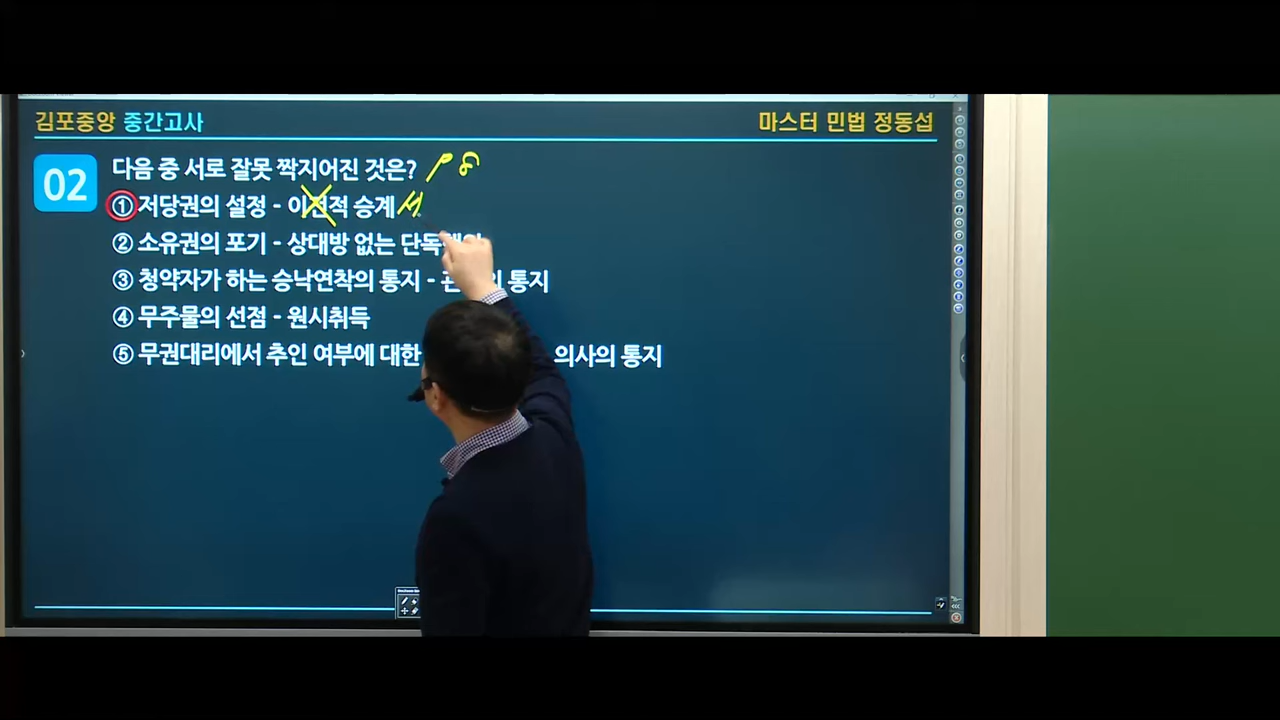 김포중앙 중간고사
마스터 민법 정동섭
02
다음 중 서로 잘못 짝지어진 것은?
① 저당권의 설정 - 이전적 승계
② 소유권의 포기 - 상대방 없는
③ 청약자가 하는 승낙연착의 통지 - 통지
④ 무주물의 선점 - 원시취득
⑤ 무권대리에서 추인 여부에 대한 의사의 통지